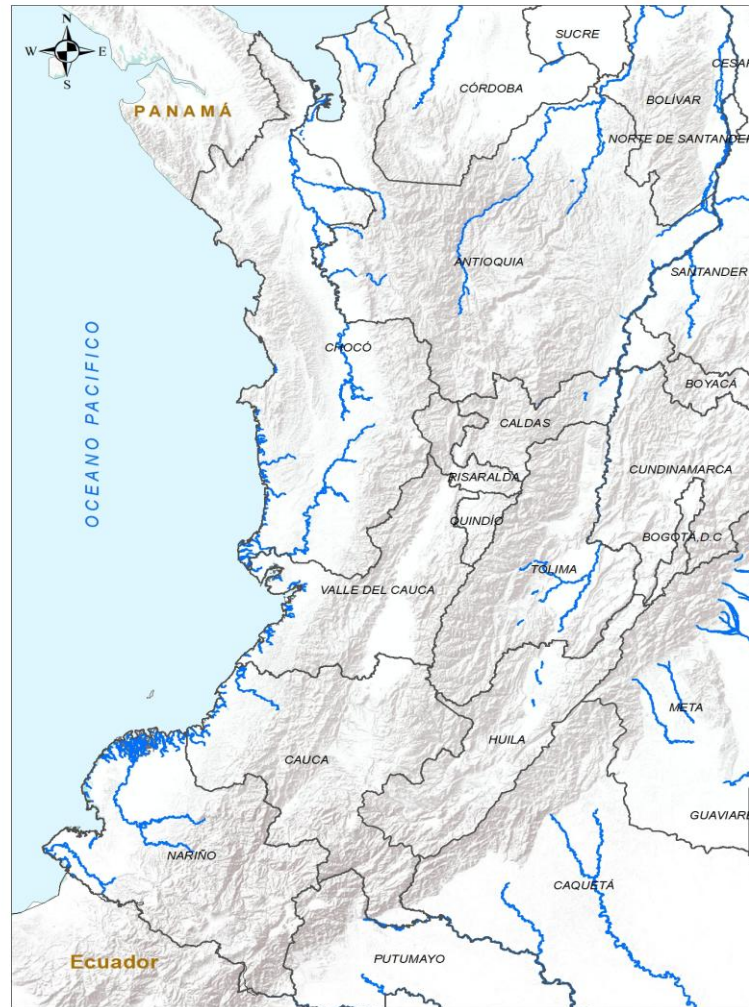 N
W E
S
SUCRE
CESAR
CÓRDOBA
BOLÍVAR
PANAMÁ
NORTE DE SANTANDER
ANTIOQUIA
SANTANDER
OCEANO PACIFICO
CHOCÓ
BOYACÁ
CALDAS
CUNDINAMARCA
RISARALDA
QUINDÍO
BOGOTÁ,D.C
TOLIMA
VALLE DEL CAUCA
META
HUILA
CAUCA
GUAVIARE
NARIÑO
CAQUETÁ
Ecuador
PUTUMAYO